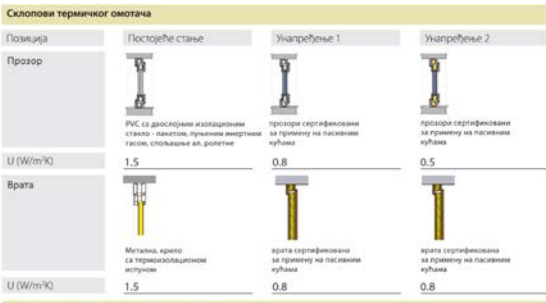 Склопови термичког омотача
Позиција Постојеће стање Унапређење 1 Унапређење 2
Прозор
PVC са двослојним изолационим
стакло - пакетом, пуњеним инертним
гасом, спољашње ал. ролетне
прозори сертификовани
за примену на пасивним
кућама
прозори сертификовани
за примену на пасивним
кућама
U (W/m²K) 1.5 0.8 0.5
Врата
Метална, крило
са термоизолационом
испуном
врата сертификована
за примену на пасивним
кућама
врата сертификована
за примену на пасивним
кућама
U (W/m²K) 1.5 0.8 0.8